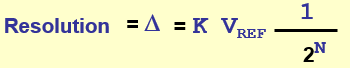 Resolution = Δ = K V_REF 1/2^N